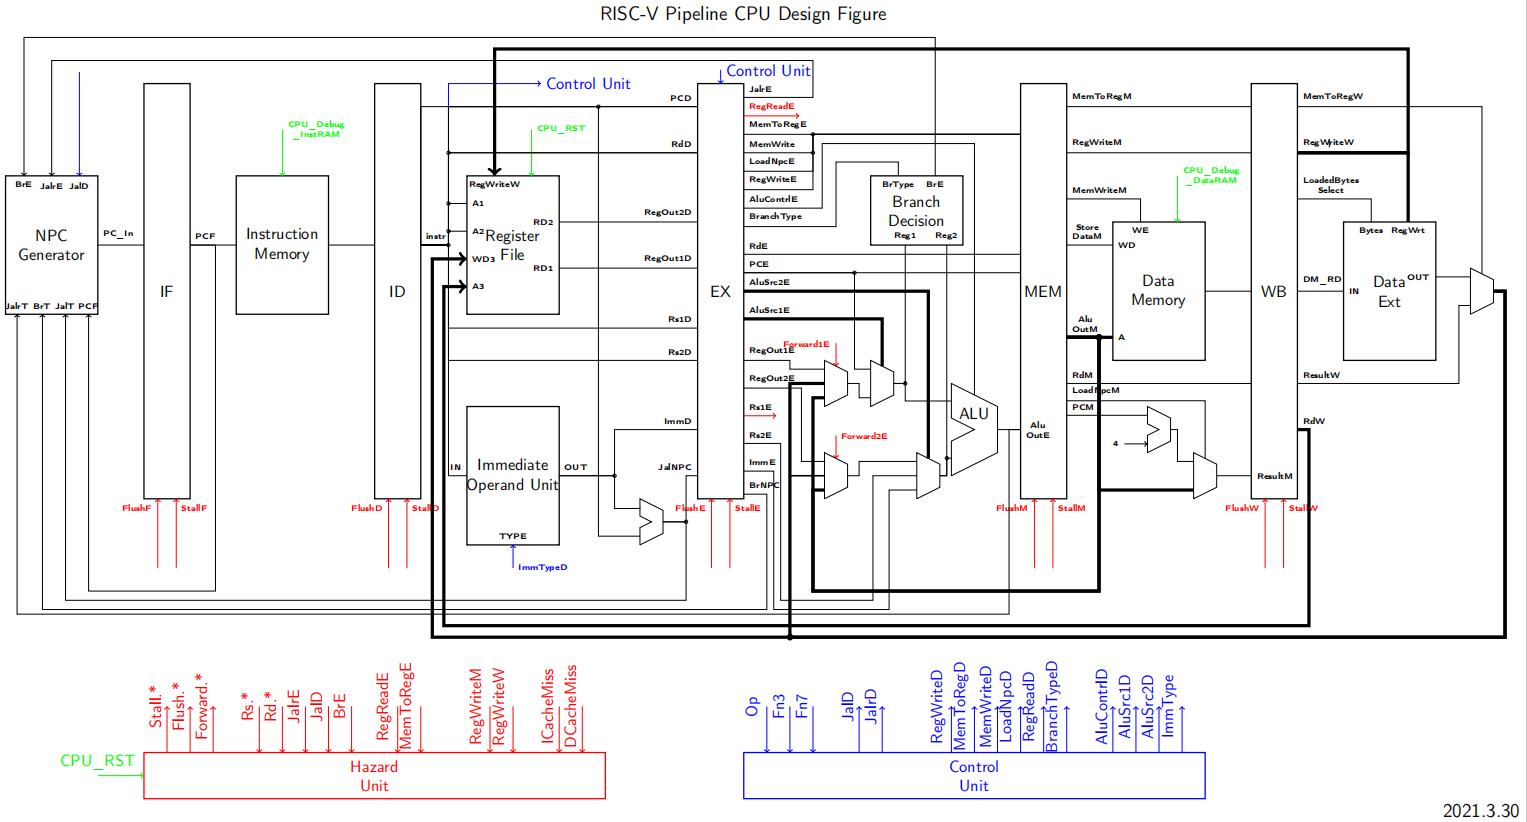 RISC-V Pipeline CPU Design Figure
BrE JalrE JalD
NPC
Generator
JalrT BrT JalT PCF
PC_In
IF
FlushF StallF
PCF
CPU_Debug
_InstRAM
Instruction
Memory
ID
FlushD StallD
instr
Control Unit
CPU_RST
RegWriteW
A1
A2
WD3
A3
RD2
RD1
Register
File
IN
Immediate
Operand Unit
OUT
TYPE
ImmTypeD
PCD
RdD
RegOut2D
RegOut1D
Rs1D
Rs2D
ImmD
JalNPC
Control Unit
EX
FlushE StallE
JalrE
RegReadE
MemToRegE
MemWrite
LoadNpcE
RegWriteE
AluContrlE
BranchType
RdE
PCE
AluSrc2E
AluSrc1E
RegOut1E
RegOut2E
Rs1E
Rs2E
ImmE
BrNPC
Forward1E
Forward2E
BrType BrE
Branch
Decision
Reg1 Reg2
ALU
Alu
OutE
MEM
FlushM StallM
MemToRegM
RegWriteM
MemWriteM
Store
DataM
Alu
OutM
RdM
LoadNpcM
PCM
4
CPU_Debug
_DataRAM
WE
WD
Data
Memory
A
WB
ResultM
FlushW StallW
MemToRegW
RegWriteW
LoadedBytes
Select
DM_RD
ResultW
RdW
Bytes RegWrt
OUT
IN
Data
Ext
Stall.*
Flush.*
Forward.*
Rs.*
Rd.*
JalrE
JalD
BrE
RegReadE
MemToRegE
RegWriteM
RegWriteW
ICacheMiss
DCacheMiss
CPU_RST
Hazard
Unit
Op
Fn3
Fn7
JalD
JalrD
RegWriteD
MemToRegD
MemWriteD
LoadNpcD
RegReadD
BranchTypeD
AluContrlD
AluSrc1D
AluSrc2D
ImmType
Control
Unit
2021.3.30